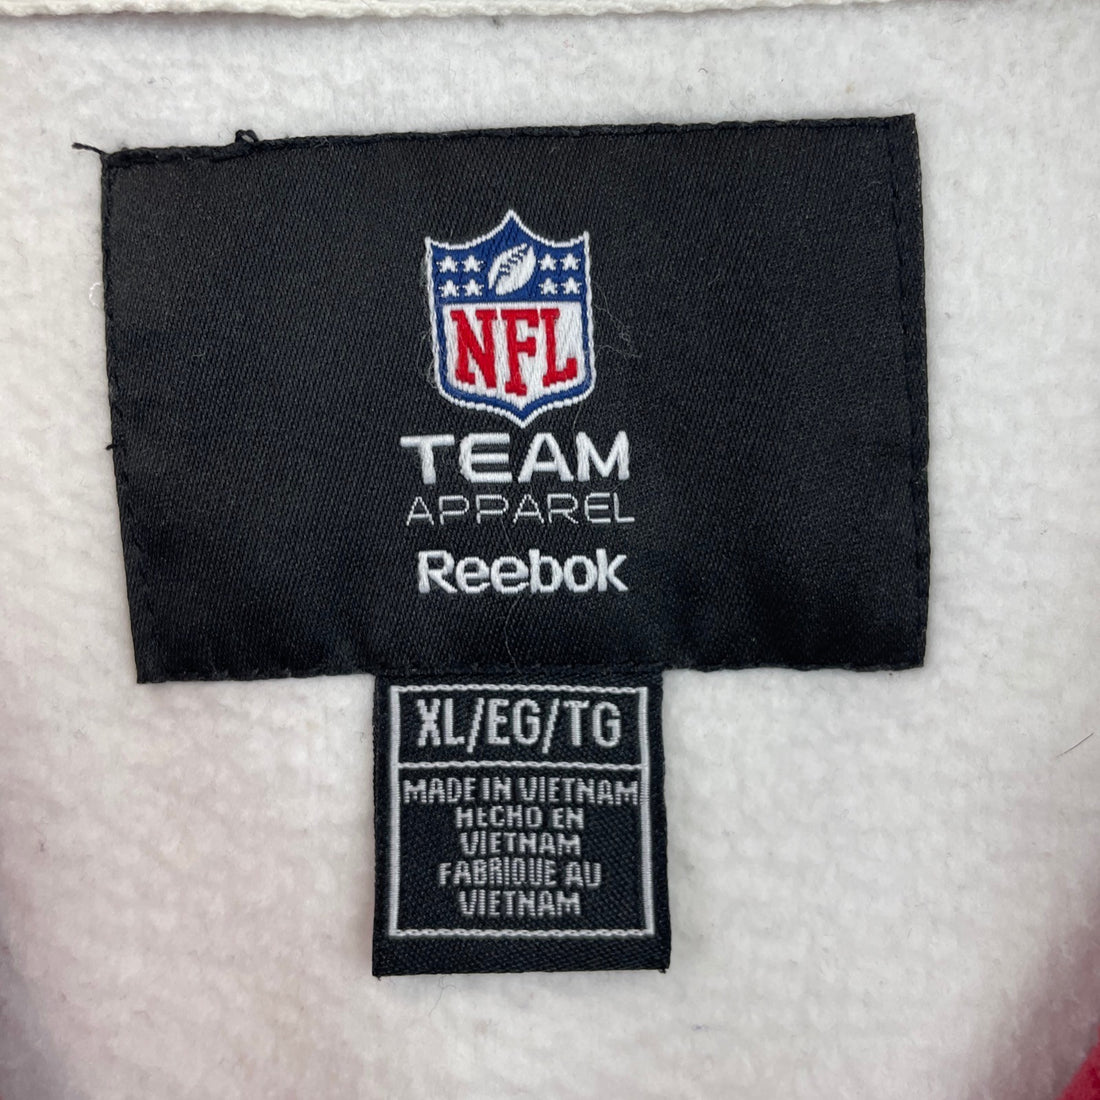 NFL
TEAM
APPAREL
Reebok
XL/EG/TG
MADE IN VIETNAM
HECHO EN
VIETNAM
FABRIQUE AU
VIETNAM